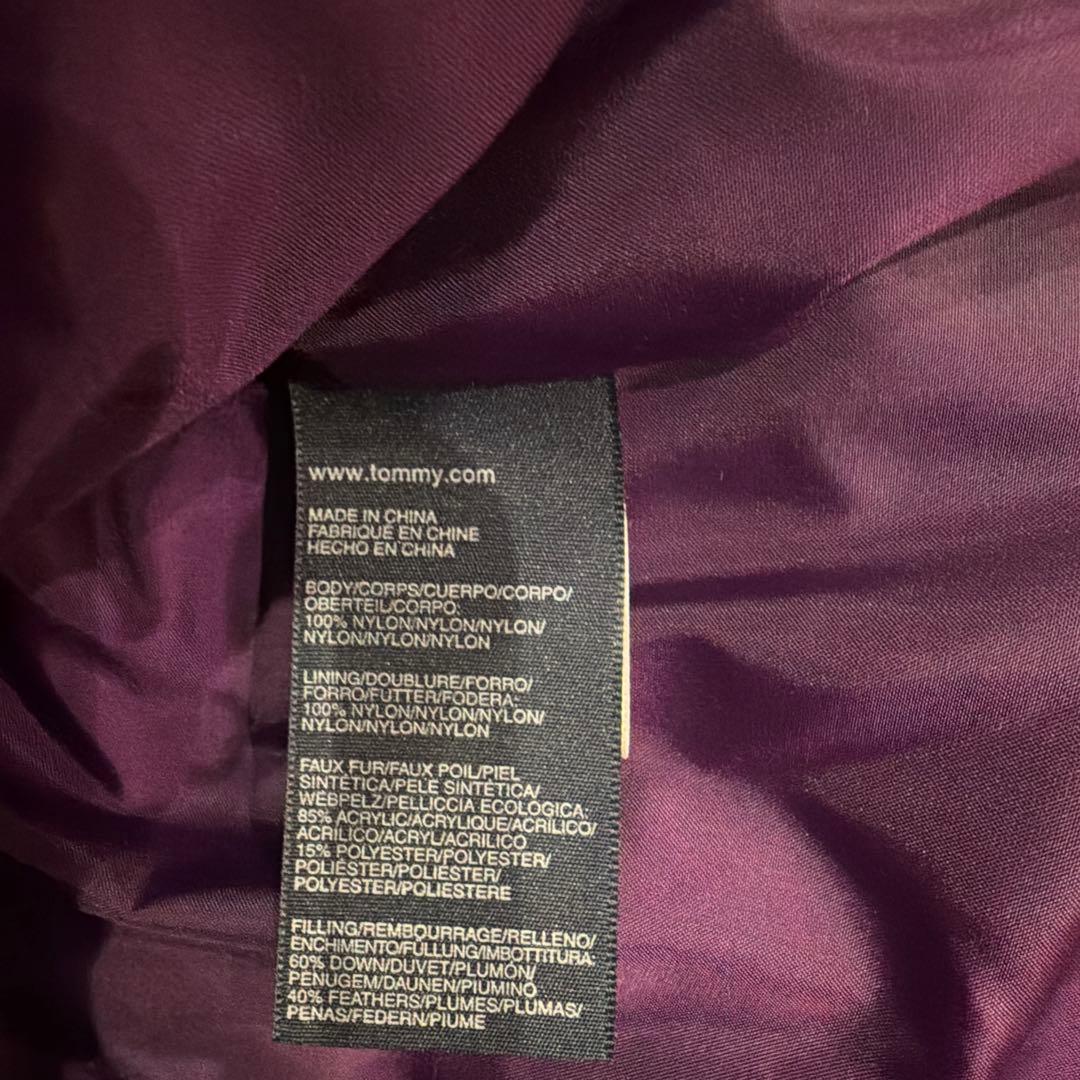 www.tommy.com
MADE IN CHINA
FABRIQUÉ EN CHINE
HECHO EN CHINA
BODY/CORPS/CUERPO/CORPO/
OBERTEIL/CORPO:
100% NYLON/NYLON/NYLON/
NYLON/NYLON/NYLON
LINING/DOUBLURE/FORRO/
FORRO/FUTTER/FODERA:
100% NYLON/NYLON/NYLON/
NYLON/NYLON/NYLON
FAUX FUR/FAUX POIL/PIEL
SINTÉTICA/PELE SINTÉTICA/
WEBPELZ/PELLICCIA ECOLOGICA:
85% ACRYLIC/ACRYLIQUE/ACRÍLICO/
ACRÍLICO/ACRYL/ACRILICO
15% POLYESTER/POLYESTER/
POLIÉSTER/POLIÉSTER/
POLYESTER/POLIESTERE
FILLING/REMBOURRAGE/RELLENO/
ENCHIMENTO/FÜLLUNG/IMBOTTITURA:
60% DOWN/DUVET/PLUMÓN/
PENUGEM/DAUNEN/PIUMINO
40% FEATHERS/PLUMES/PLUMAS/
PENAS/FEDERN/PIUME